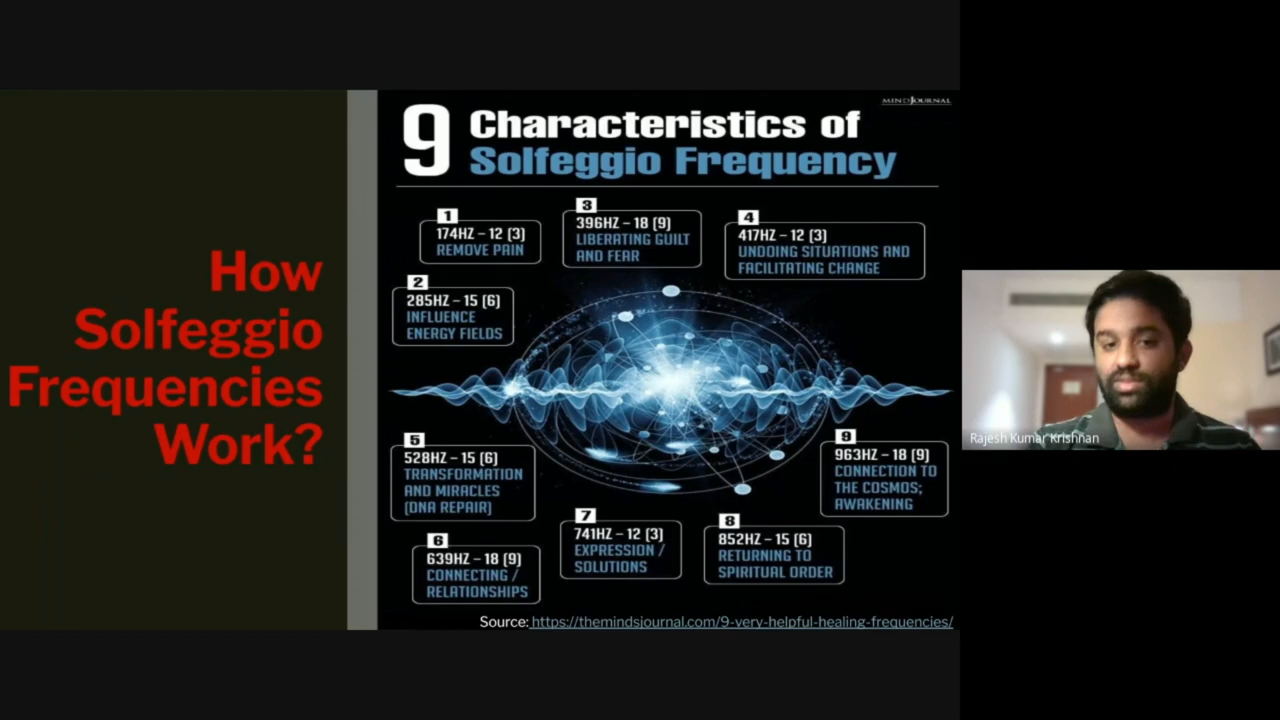 How
Solfeggio
Frequencies
Work?
MINDJOURNAL
9 Characteristics of
Solfeggio Frequency
1
174HZ – 12 (3)
REMOVE PAIN
2
285HZ – 15 (6)
INFLUENCE
ENERGY FIELDS
3
396HZ – 18 (9)
LIBERATING GUILT
AND FEAR
4
417HZ – 12 (3)
UNDOING SITUATIONS AND
FACILITATING CHANGE
5
528HZ – 15 (6)
TRANSFORMATION
AND MIRACLES
(DNA REPAIR)
6
639HZ – 18 (9)
CONNECTING /
RELATIONSHIPS
7
741HZ – 12 (3)
EXPRESSION /
SOLUTIONS
8
852HZ – 15 (6)
RETURNING TO
SPIRITUAL ORDER
9
963HZ – 18 (9)
CONNECTION TO
THE COSMOS;
AWAKENING
Source: https://themindsjournal.com/9-very-helpful-healing-frequencies/
Rajesh Kumar Krishnan